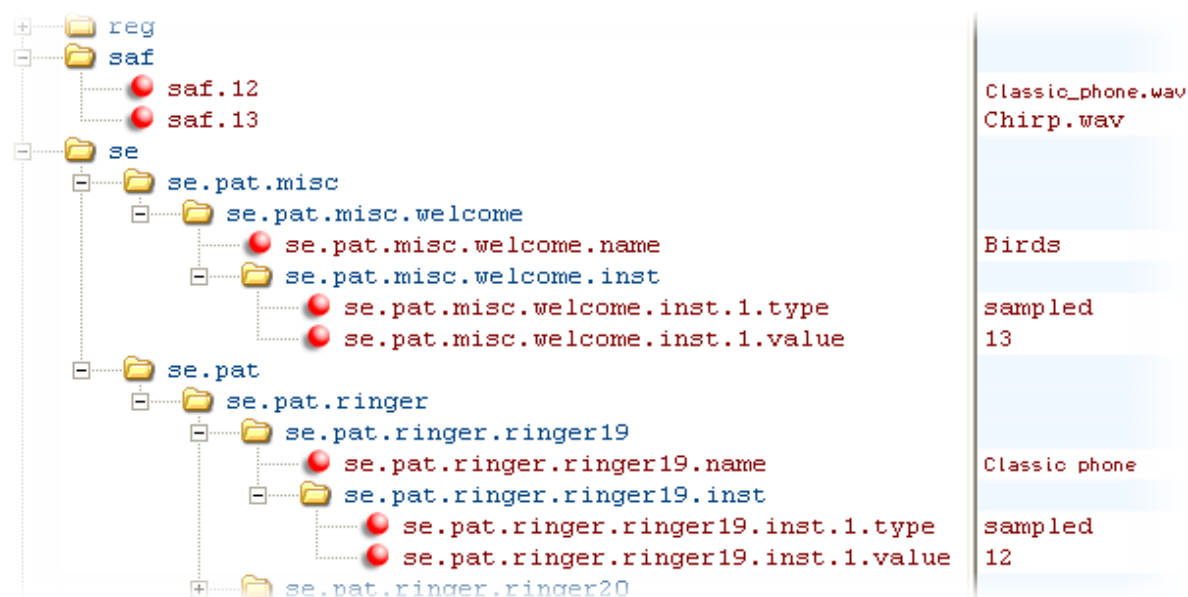 reg
saf
saf.12 Classic_phone.wav
saf.13 Chirp.wav
se
se.pat.misc
se.pat.misc.welcome
se.pat.misc.welcome.name Birds
se.pat.misc.welcome.inst
se.pat.misc.welcome.inst.1.type sampled
se.pat.misc.welcome.inst.1.value 13
se.pat
se.pat.ringer
se.pat.ringer.ringer19
se.pat.ringer.ringer19.name Classic phone
se.pat.ringer.ringer19.inst
se.pat.ringer.ringer19.inst.1.type sampled
se.pat.ringer.ringer19.inst.1.value 12
se.pat.ringer.ringer20